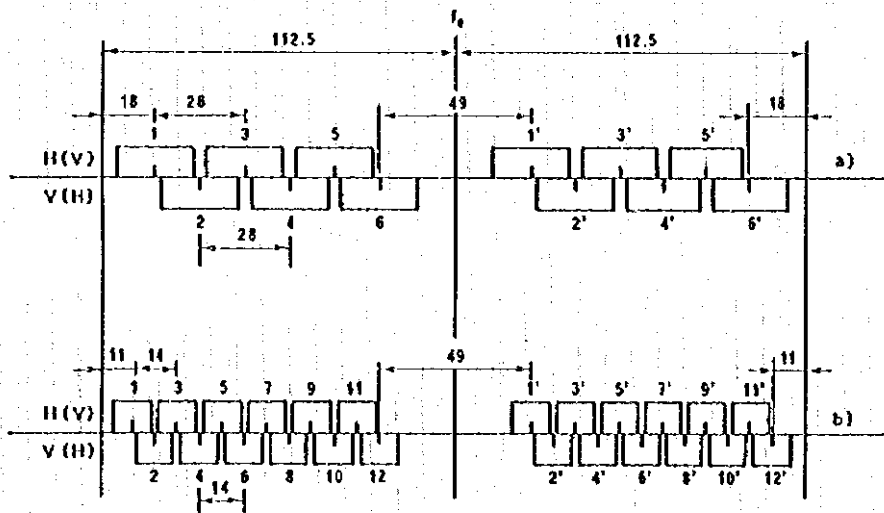 f₀
112.5 112.5
18 28 49 18
1 3 5 1' 3' 5'
H(V) a)
V(H)
2 4 6 2' 4' 6'
28
11 14 49 11
1 3 5 7 9 11 1' 3' 5' 7' 9' 11'
H(V) b)
V(H)
2 4 6 8 10 12 2' 4' 6' 8' 10' 12'
14